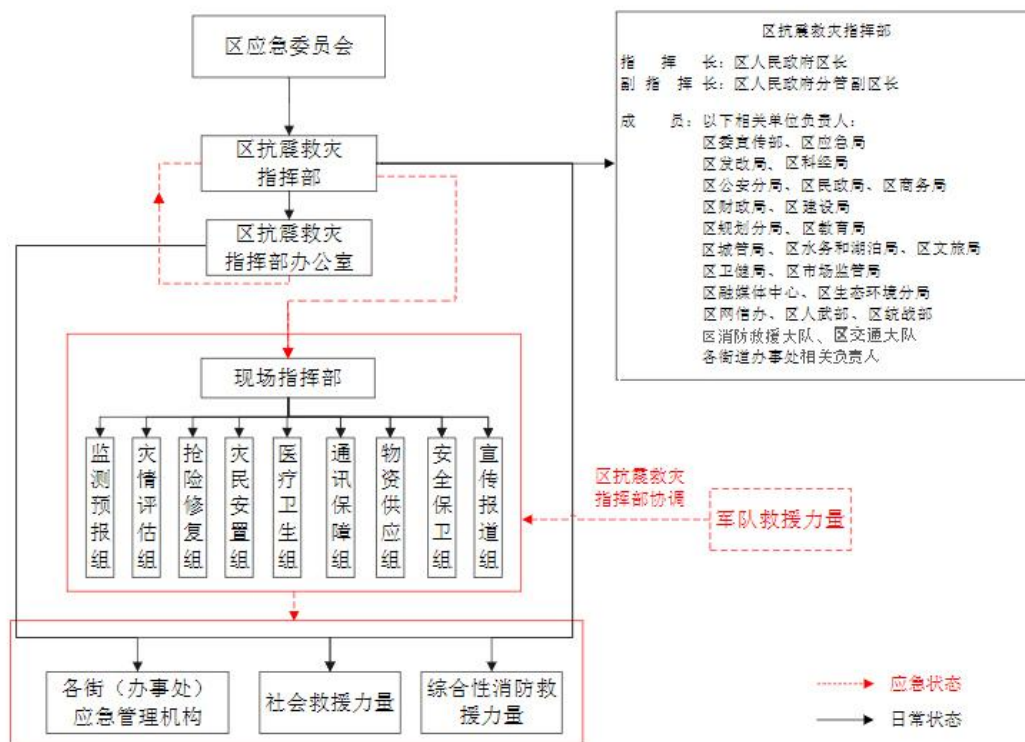 区应急委员会
区抗震救灾
指挥部
区抗震救灾
指挥部办公室
现场指挥部
监测预报组
灾情评估组
抢险修复组
灾民安置组
医疗卫生组
通讯保障组
物资供应组
安全保卫组
宣传报道组
区抗震救灾
指挥部协调
军队救援力量
各街（办事处）
应急管理机构
社会救援力量
综合性消防救
援力量
区抗震救灾指挥部
指挥长：区人民政府区长
副指挥长：区人民政府分管副区长
成员：以下相关单位负责人：
区委宣传部、区应急局
区发改局、区科经局
区公安分局、区民政局、区商务局
区财政局、区建设局
区规划分局、区教育局
区城管局、区水务和湖泊局、区文旅局
区卫健局、区市场监管局
区融媒体中心、区生态环境分局
区网信办、区人武部、区统战部
区消防救援大队、区交通大队
各街道办事处相关负责人
应急状态
日常状态